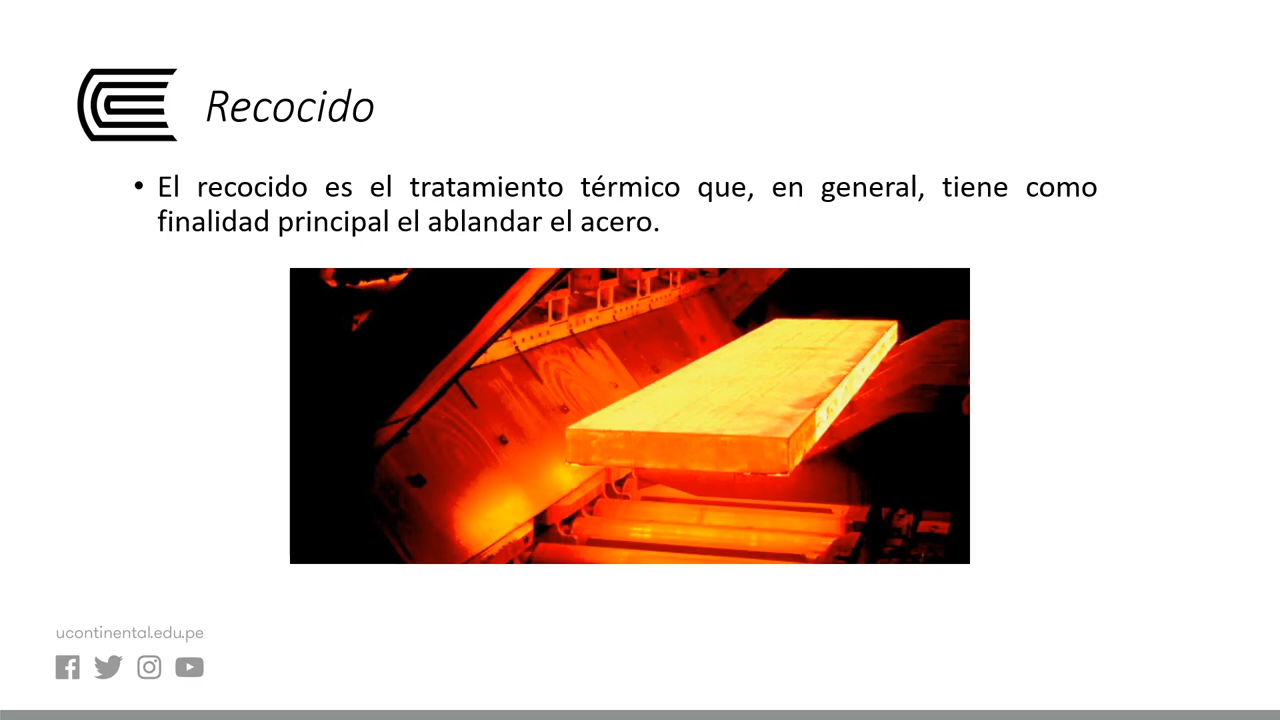 Recocido
• El recocido es el tratamiento térmico que, en general, tiene como
finalidad principal el ablandar el acero.
ucontinental.edu.pe